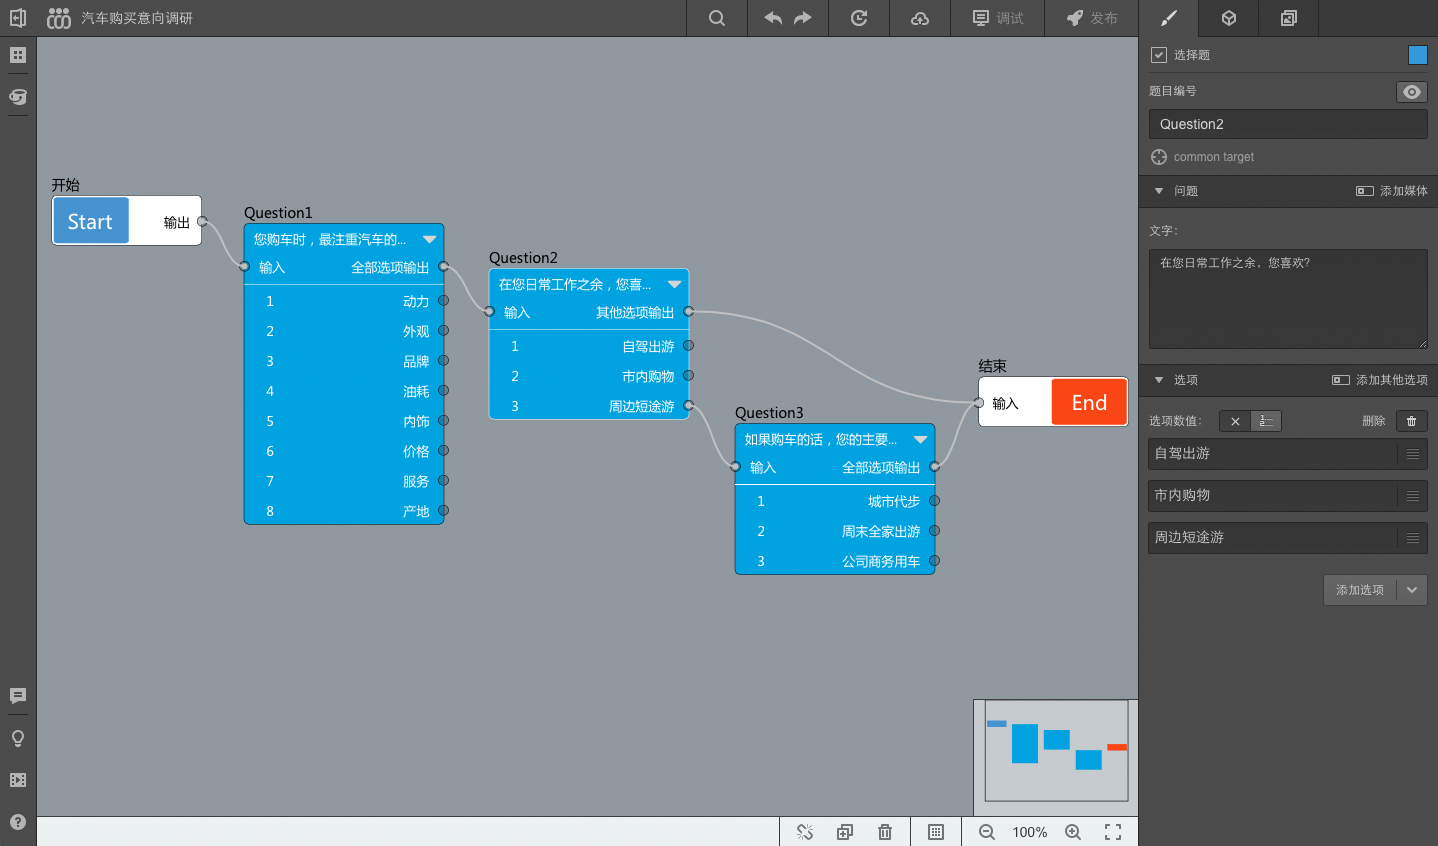 汽车购买意向调研
调试
发布
开始
Start
输出
Question1
您购车时，最注重汽车的...
输入
全部选项输出
1 动力
2 外观
3 品牌
4 油耗
5 内饰
6 价格
7 服务
8 产地
Question2
在您日常工作之余，您喜...
输入
其他选项输出
1 自驾出游
2 市内购物
3 周边短途游
Question3
如果购车的话，您的主要...
输入
全部选项输出
1 城市代步
2 周末全家出游
3 公司商务用车
结束
输入
End
100%
选择题
题目编号
Question2
common target
问题
添加媒体
文字：
在您日常工作之余，您喜欢？
选项
添加其他选项
选项数值：
删除
自驾出游
市内购物
周边短途游
添加选项